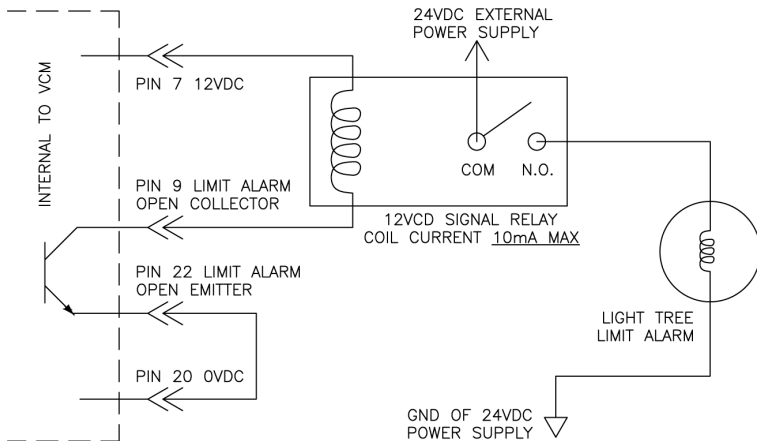 24VDC EXTERNAL
POWER SUPPLY
INTERNAL TO VCM
PIN 7 12VDC
COM N.O.
PIN 9 LIMIT ALARM
OPEN COLLECTOR
12VCD SIGNAL RELAY
COIL CURRENT 10mA MAX
PIN 22 LIMIT ALARM
OPEN EMITTER
LIGHT TREE
LIMIT ALARM
PIN 20 0VDC
GND OF 24VDC
POWER SUPPLY